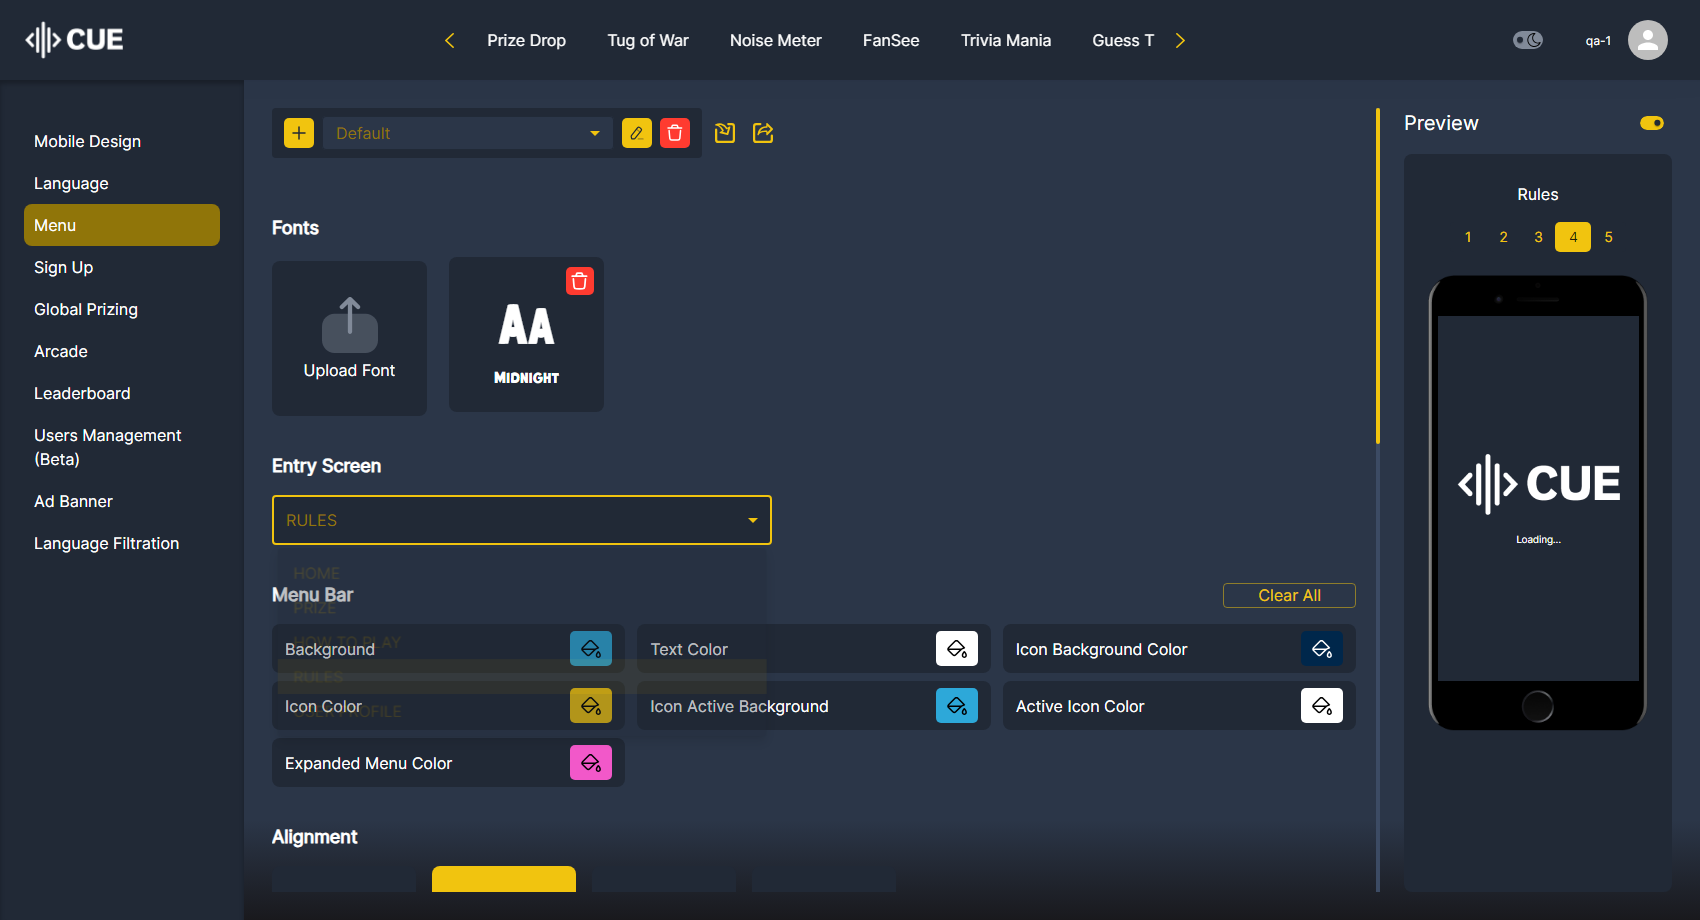 CUE
Prize Drop
Tug of War
Noise Meter
FanSee
Trivia Mania
Guess T
qa-1
Mobile Design
Language
Menu
Sign Up
Global Prizing
Arcade
Leaderboard
Users Management
(Beta)
Ad Banner
Language Filtration
Default
Fonts
Upload Font
AA
MIDNIGHT
Entry Screen
RULES
HOME
PRIZE
HOW TO PLAY
RULES
USER PROFILE
Menu Bar
Clear All
Background
Text Color
Icon Background Color
Icon Color
Icon Active Background
Active Icon Color
Expanded Menu Color
Alignment
Preview
Rules
1 2 3 4 5
CUE
Loading...